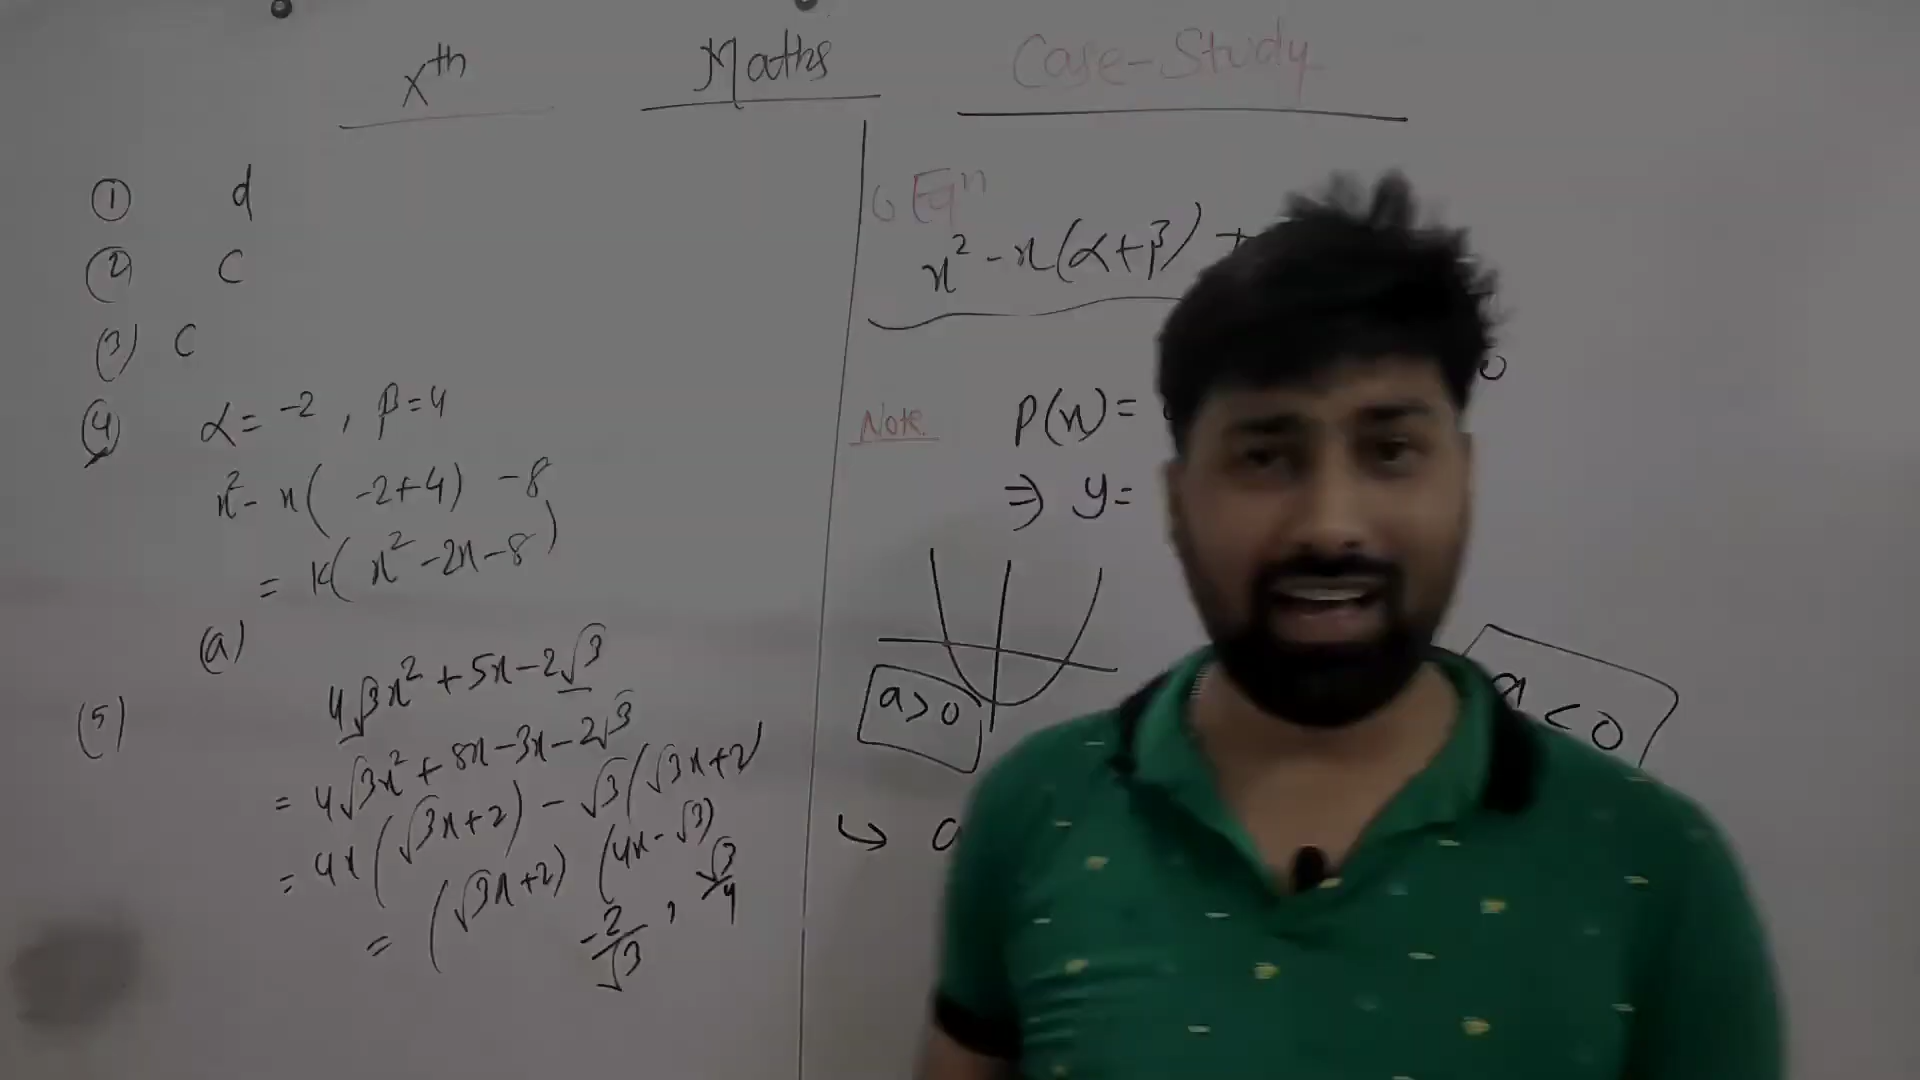 Xth Maths Case-Study
① d
② c
(3) c
④ α = -2 , β = 4
x² - x( -2+4) - 8
= K( x² - 2x - 8 )
(a)
(5) 4√3x² + 5x - 2√3
= 4√3x² + 8x - 3x - 2√3
= 4x(√3x+2) - √3(√3x+2)
= (√3x+2) (4x-√3)
-2/√3 , √3/4
Eqⁿ
x² - x(α+β) +
Note. P(x) =
⇒ y =
a>0
<0
↳